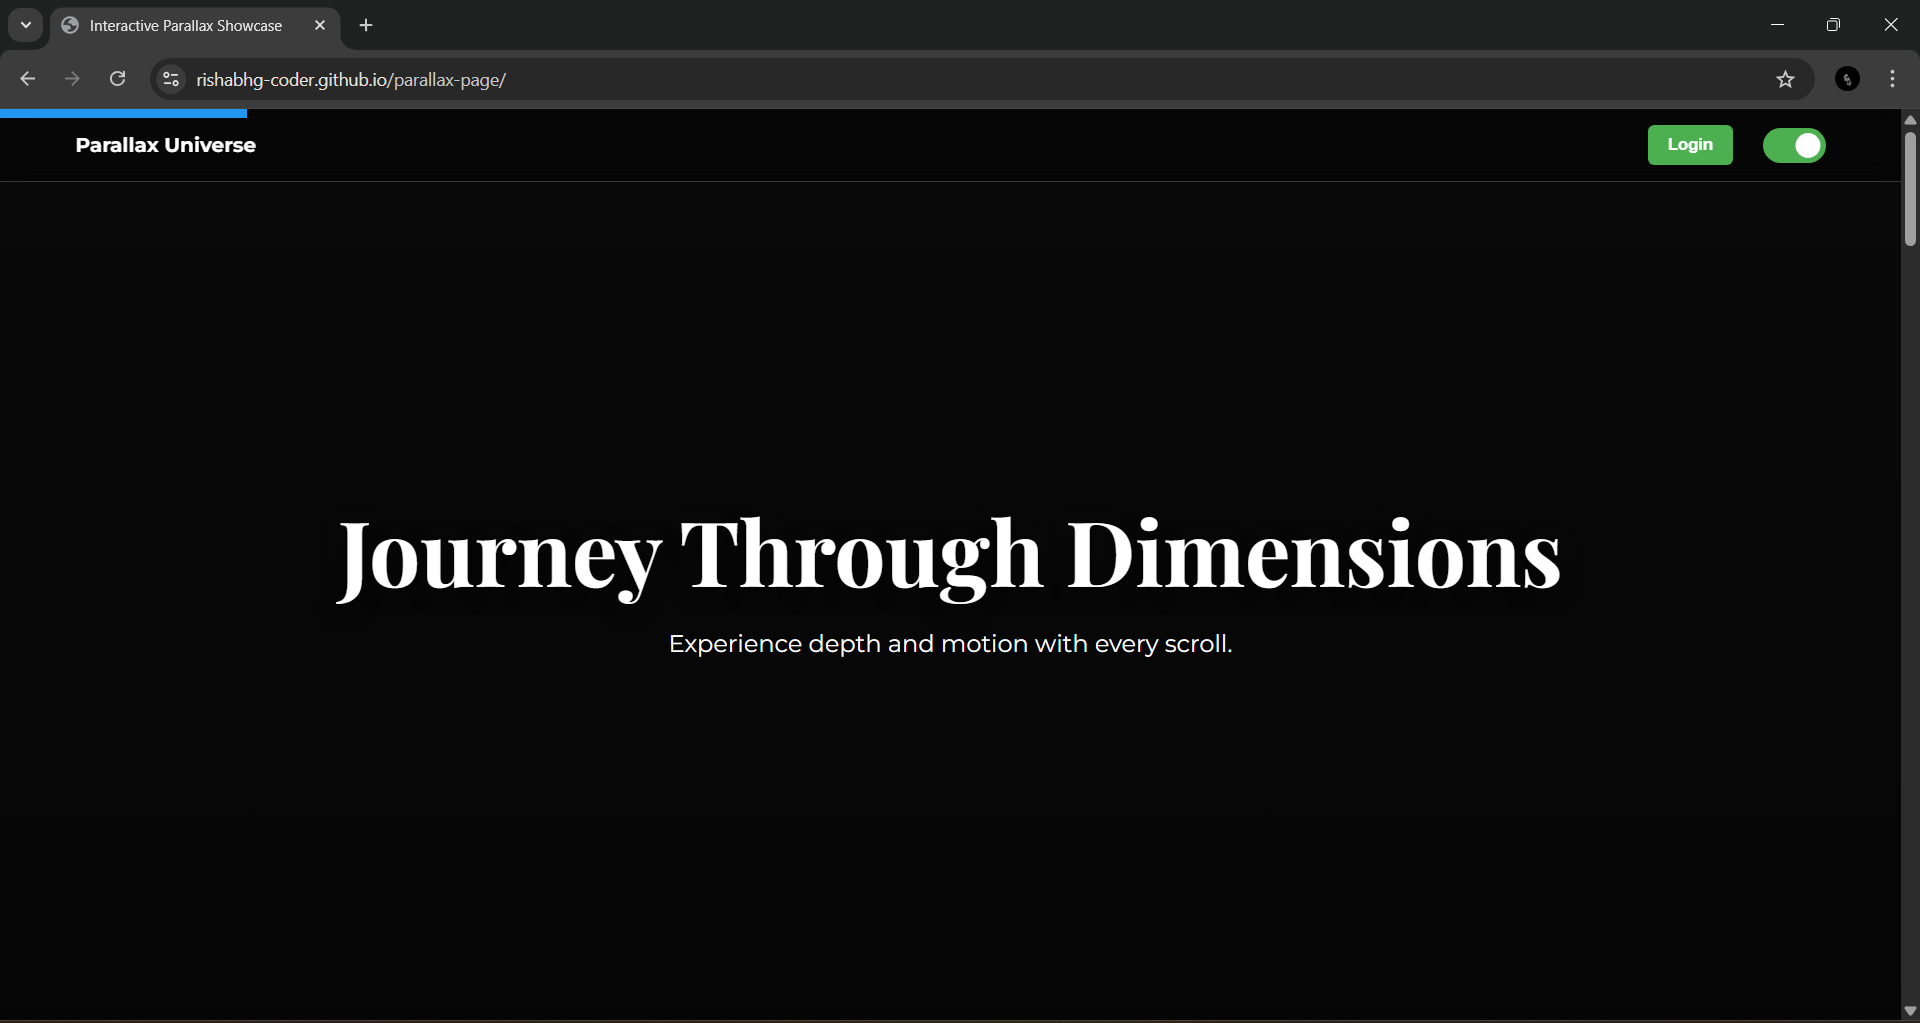 Interactive Parallax Showcase
rishabhg-coder.github.io/parallax-page/
Parallax Universe
Login
Journey Through Dimensions
Experience depth and motion with every scroll.